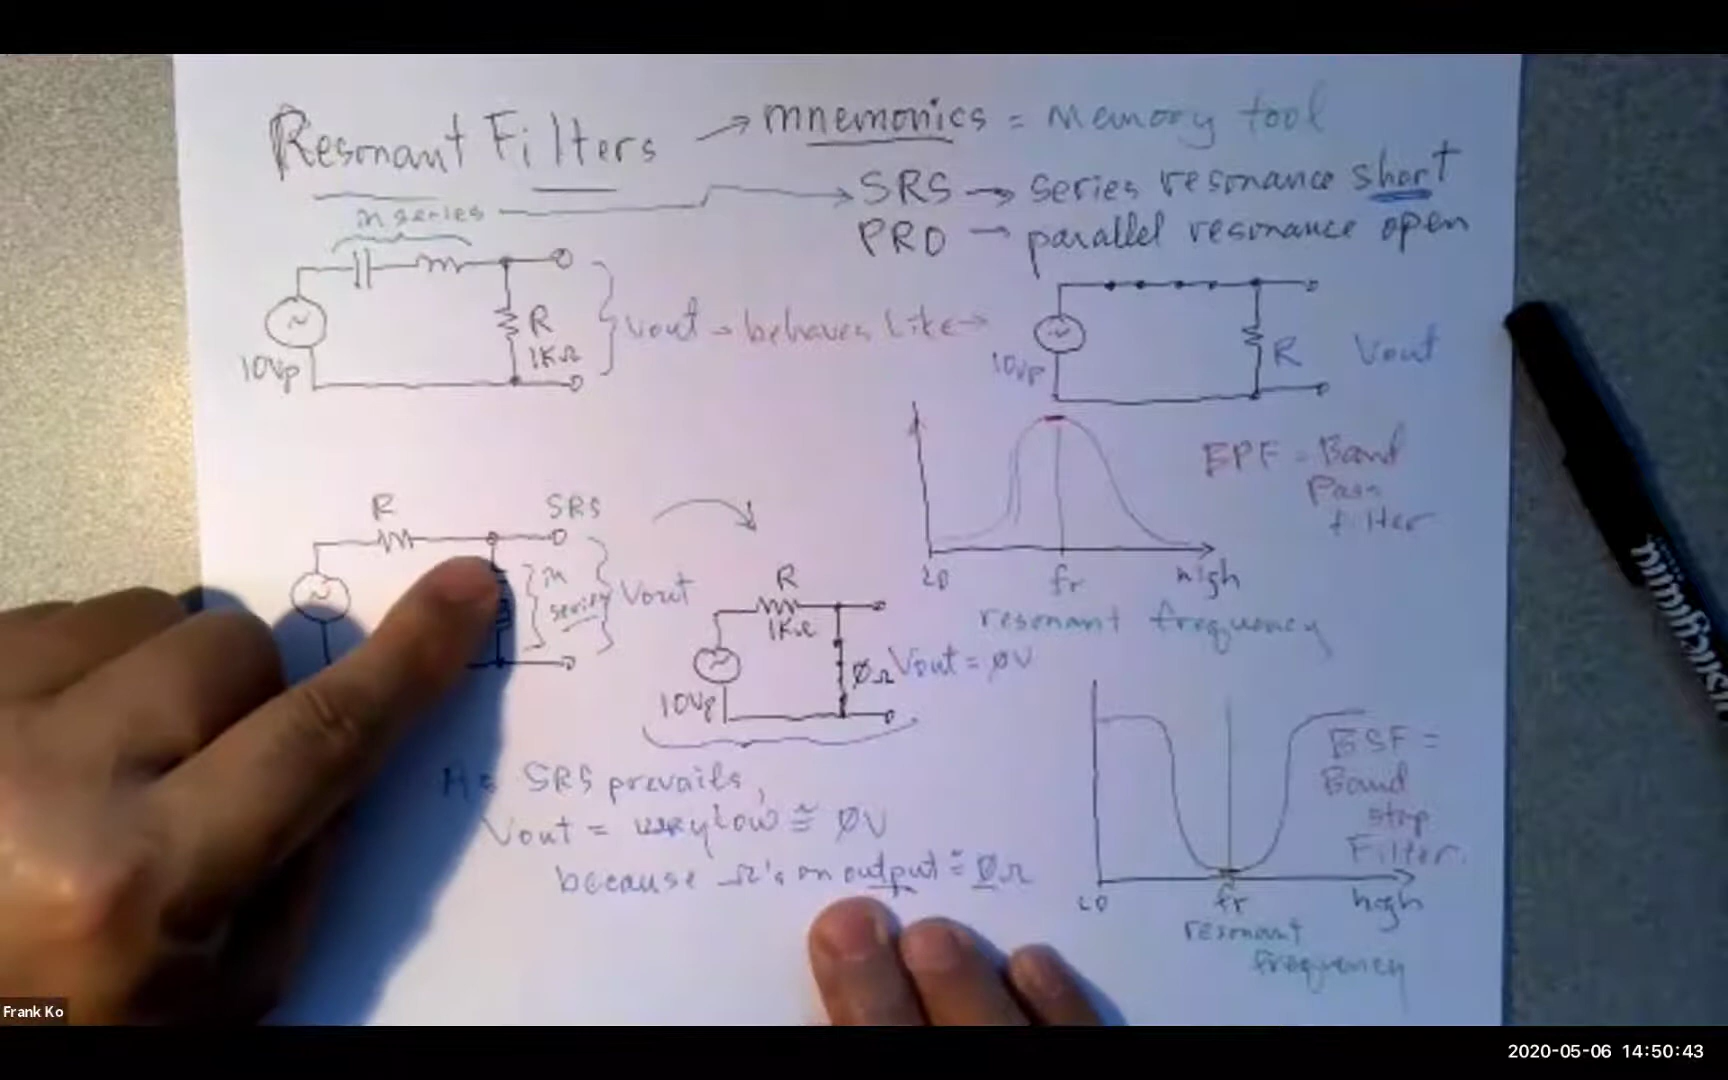 Resonant Filters → mnemonics = Memory tool
SRS → series resonance short
PRO → parallel resonance open
in series
R
1KΩ
10Vp
Vout → behaves like →
10Vp
R
Vout
BPF = Band
Pass
filter
LO
fr
high
resonant frequency
R
SRS
in
series
Vout
R
1KΩ
10Vp
ØΩ
Vout = ØV
SRS prevails,
Vout = very low ≅ ØV
because Ω's on output ≅ ØΩ
BSF =
Band
stop
Filter.
LO
fr
high
resonant
frequency
minifisku
Frank Ko
2020-05-06 14:50:43